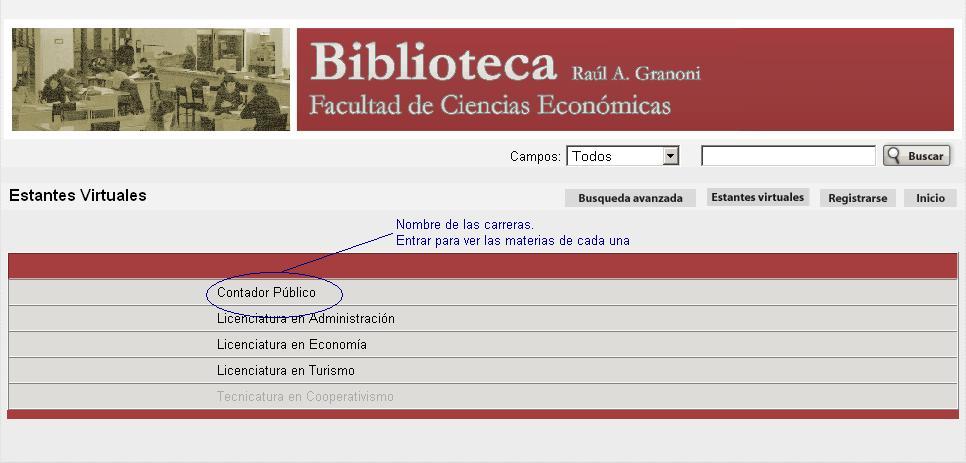 Biblioteca Raúl A. Granoni
Facultad de Ciencias Económicas
Campos: Todos Buscar
Estantes Virtuales
Busqueda avanzada Estantes virtuales Registrarse Inicio
Nombre de las carreras.
Entrar para ver las materias de cada una
Contador Público
Licenciatura en Administración
Licenciatura en Economía
Licenciatura en Turismo
Tecnicatura en Cooperativismo